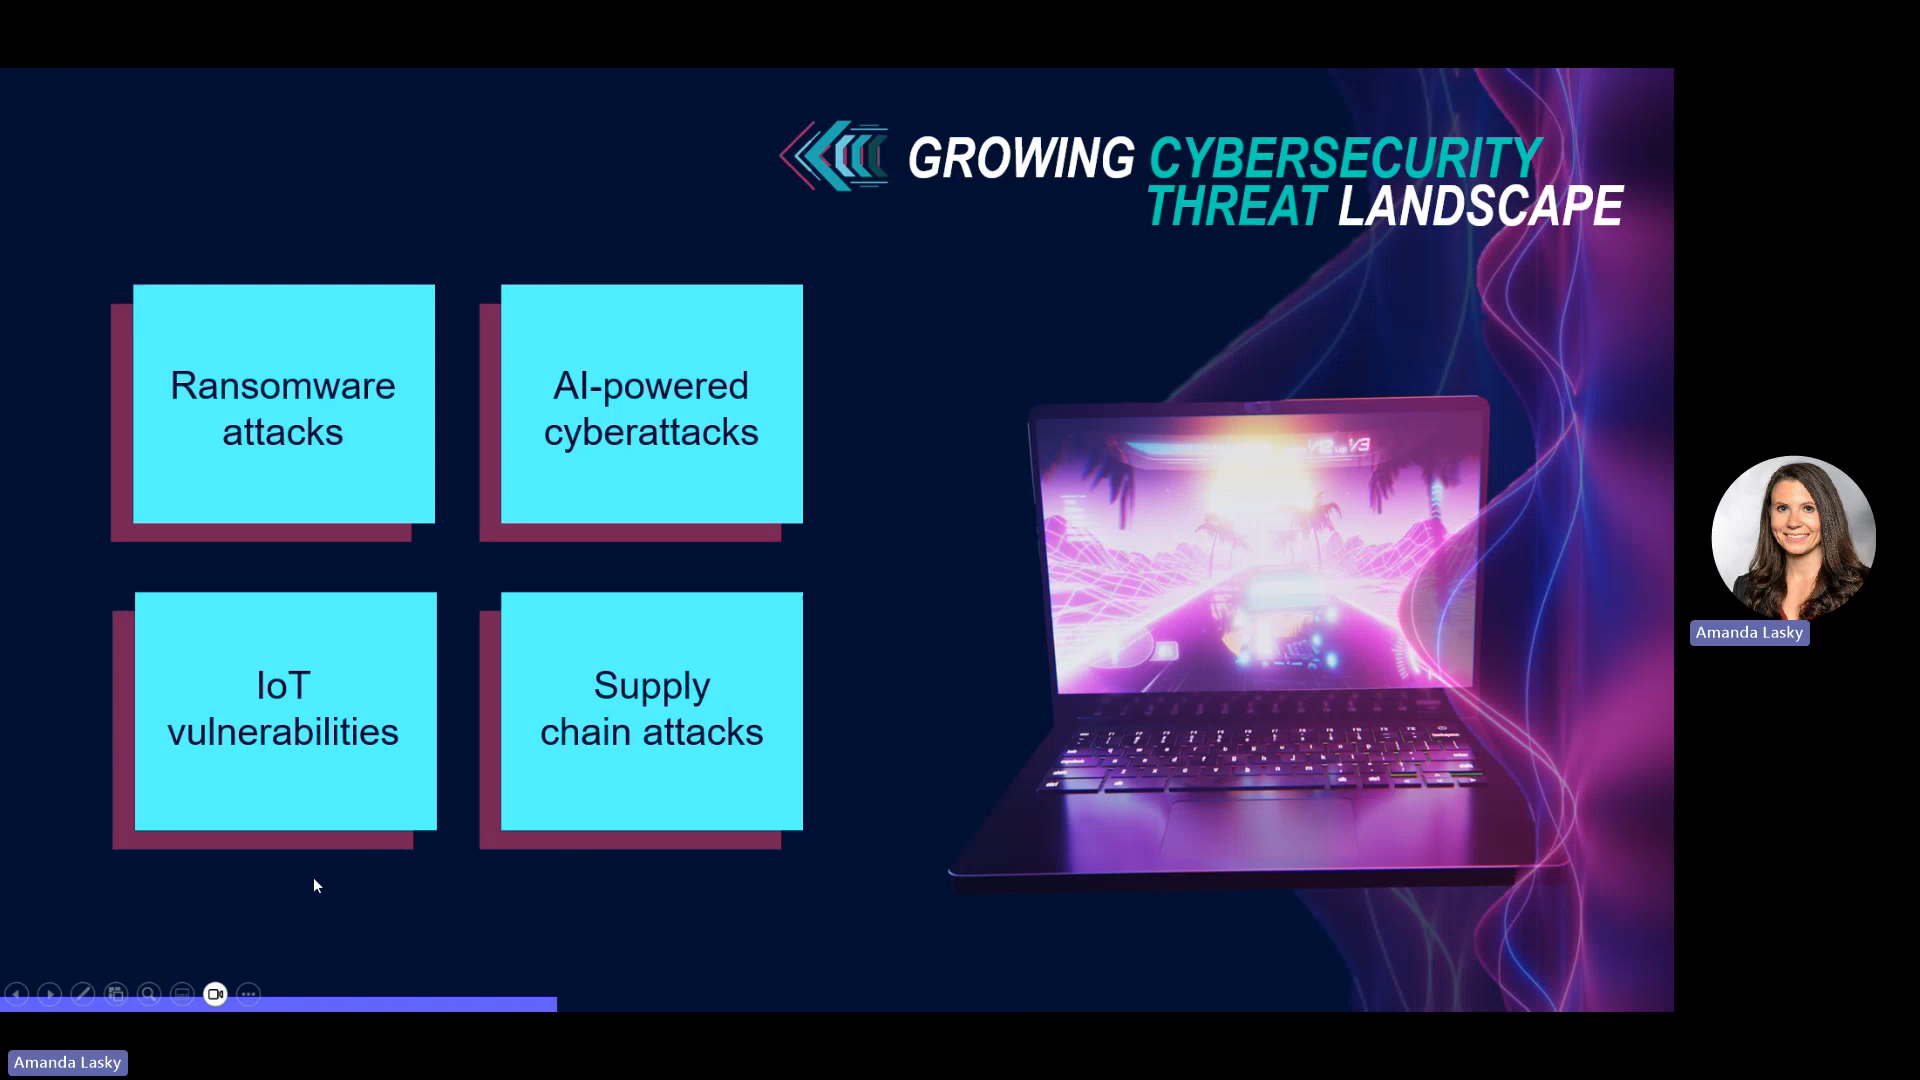 GROWING CYBERSECURITY
THREAT LANDSCAPE
Ransomware
attacks
AI-powered
cyberattacks
IoT
vulnerabilities
Supply
chain attacks
Amanda Lasky
Amanda Lasky